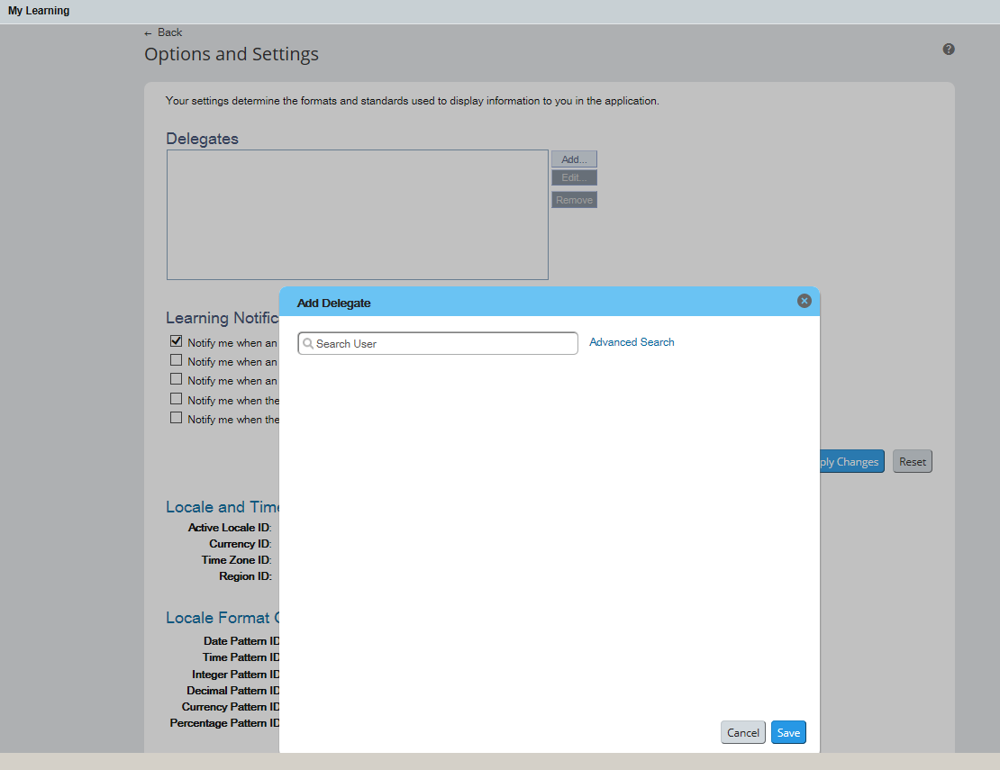 My Learning
← Back
Options and Settings
?
Your settings determine the formats and standards used to display information to you in the application.
Delegates
Add...
Edit...
Remove
Add Delegate
Search User
Advanced Search
Learning Notific
Notify me when an
Notify me when an
Notify me when an
Notify me when the
Notify me when the
ply Changes
Reset
Locale and Time
Active Locale ID:
Currency ID:
Time Zone ID:
Region ID:
Locale Format
Date Pattern ID
Time Pattern ID
Integer Pattern ID
Decimal Pattern ID
Currency Pattern ID
Percentage Pattern ID
Cancel
Save